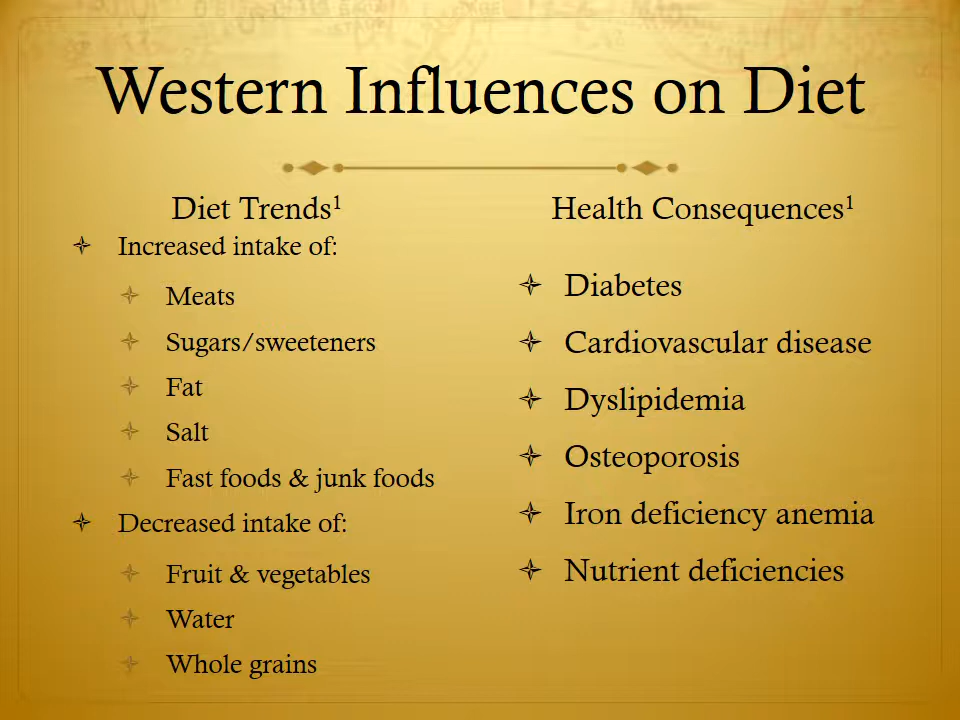 Western Influences on Diet
Diet Trends¹
Increased intake of:
Meats
Sugars/sweeteners
Fat
Salt
Fast foods & junk foods
Decreased intake of:
Fruit & vegetables
Water
Whole grains
Health Consequences¹
Diabetes
Cardiovascular disease
Dyslipidemia
Osteoporosis
Iron deficiency anemia
Nutrient deficiencies